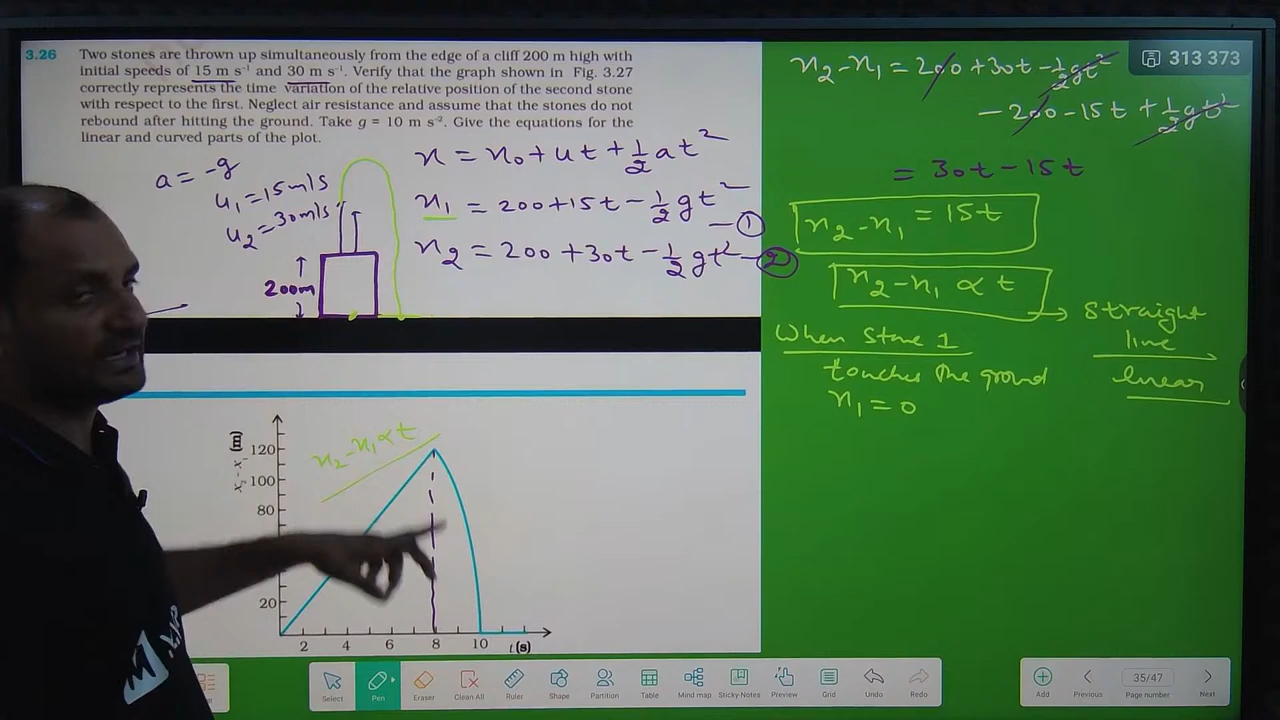 3.26 Two stones are thrown up simultaneously from the edge of a cliff 200 m high with
initial speeds of 15 m s⁻¹ and 30 m s⁻¹. Verify that the graph shown in Fig. 3.27
correctly represents the time variation of the relative position of the second stone
with respect to the first. Neglect air resistance and assume that the stones do not
rebound after hitting the ground. Take g = 10 m s⁻². Give the equations for the
linear and curved parts of the plot.
a = -g
u₁ = 15m/s
u₂ = 30m/s
200m
x = x₀ + ut + ½at²
x₁ = 200+15t - ½gt² — ①
x₂ = 200 + 30t - ½gt² — ②
x₂-x₁ = 200 + 30t - ½gt²
- 200 - 15t + ½gt²
= 30t - 15t
x₂-x₁ = 15t
x₂-x₁ ∝ t
Straight
line
linear
When Stone 1
touches the ground
x₁ = 0
313 373
x₂ - x₁ (m)
120
100
80
20
x₂-x₁ ∝ t
2 4 6 8 10 t(s)
Select Pen Eraser Clean All Ruler Shape Partition Table Mind map Sticky-Notes Preview Grid Undo Redo
Add Previous 35/47 Page number Next